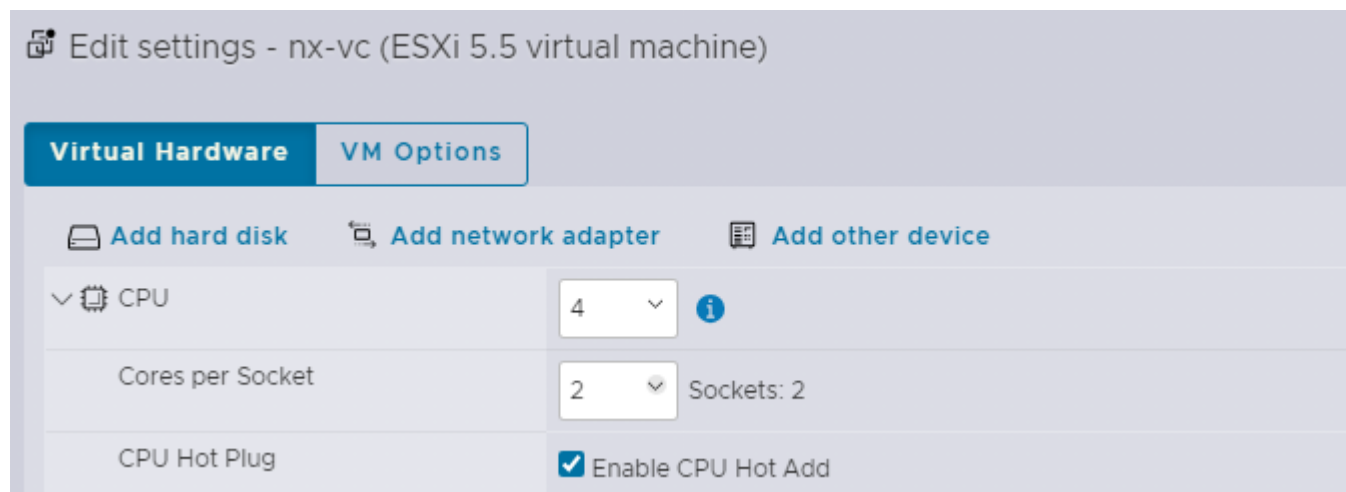 Edit settings - nx-vc (ESXi 5.5 virtual machine)
Virtual Hardware VM Options
Add hard disk Add network adapter Add other device
CPU 4
Cores per Socket 2 Sockets: 2
CPU Hot Plug Enable CPU Hot Add